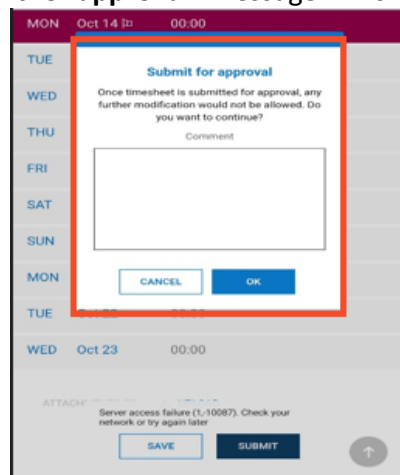 MON Oct 14 00:00
TUE
Submit for approval
WED
Once timesheet is submitted for approval, any
further modification would not be allowed. Do
you want to continue?
THU
Comment
FRI
SAT
SUN
MON
CANCEL OK
TUE
WED Oct 23 00:00
Server access failure (1,-10087). Check your
network or try again later
SAVE SUBMIT